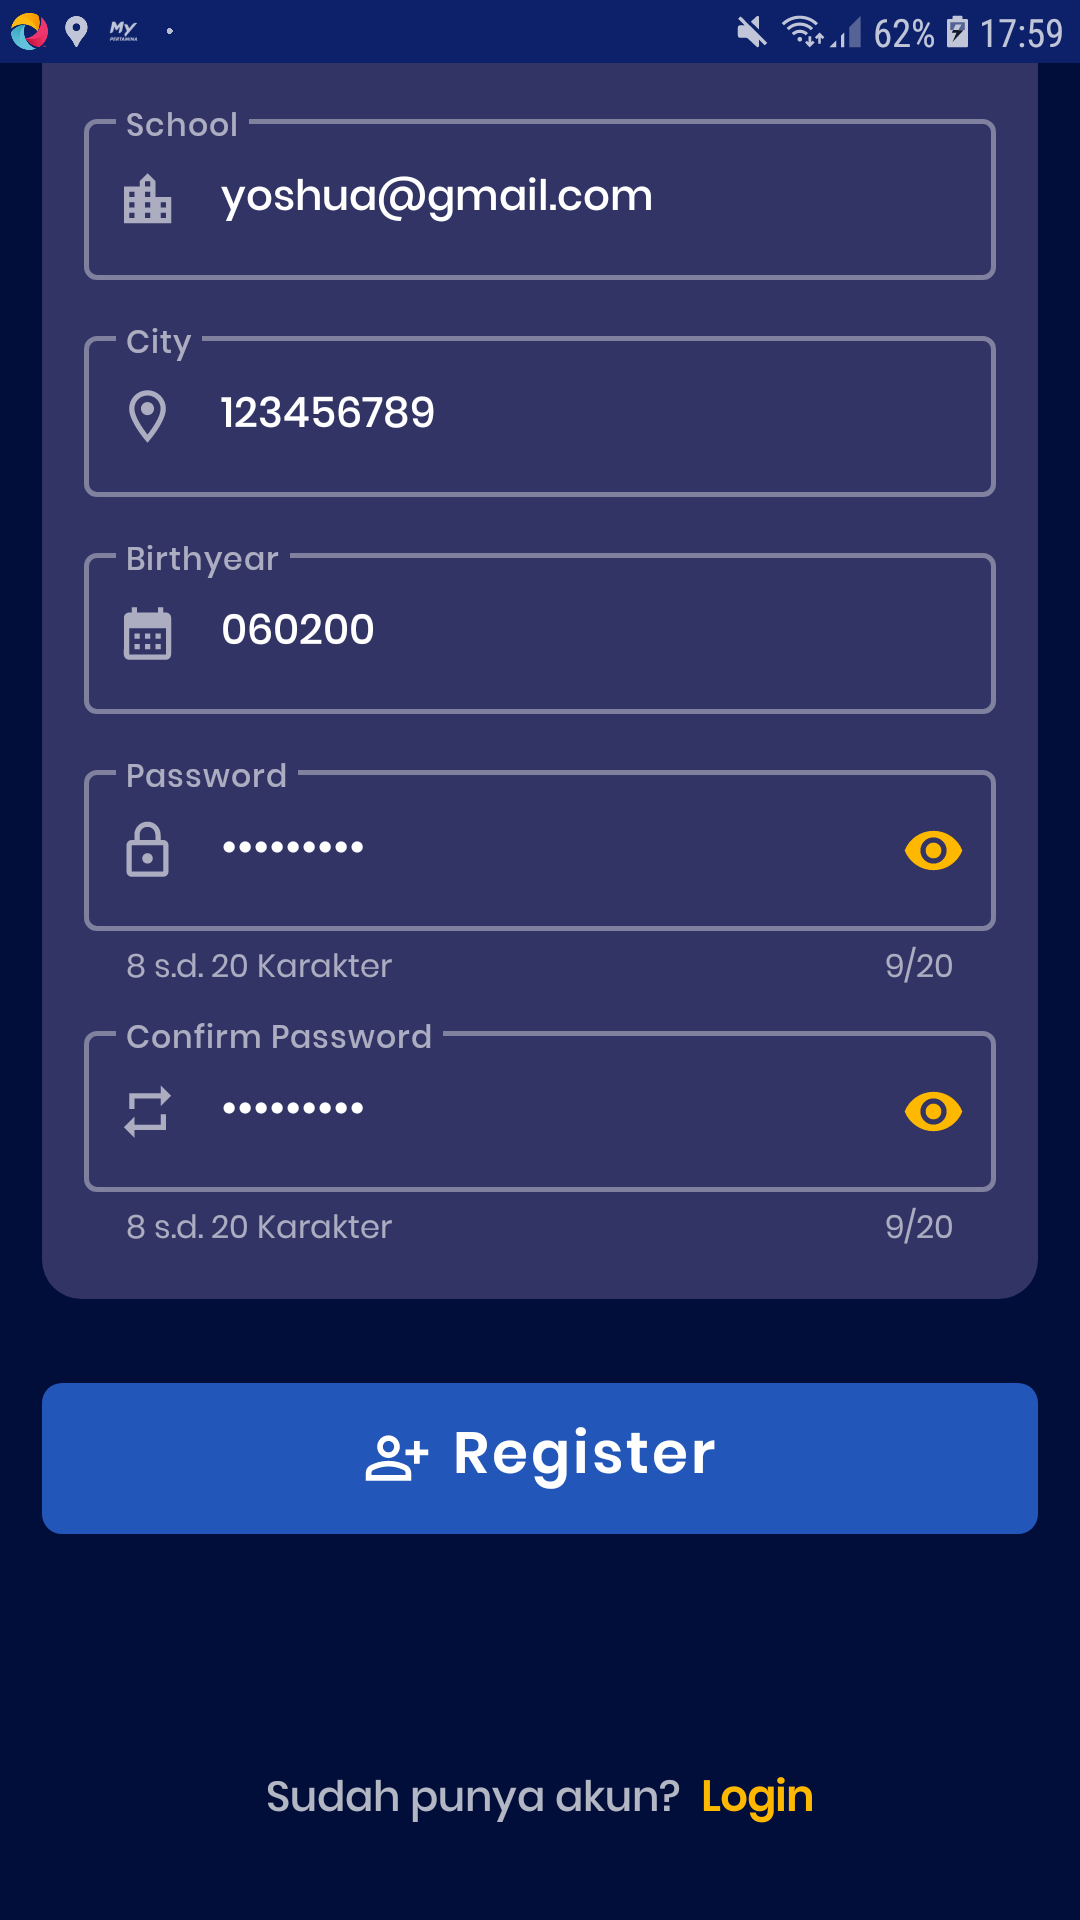 My
PERTAMINA
62% 17:59
School
yoshua@gmail.com
City
123456789
Birthyear
060200
Password
•••••••••
8 s.d. 20 Karakter 9/20
Confirm Password
•••••••••
8 s.d. 20 Karakter 9/20
Register
Sudah punya akun? Login